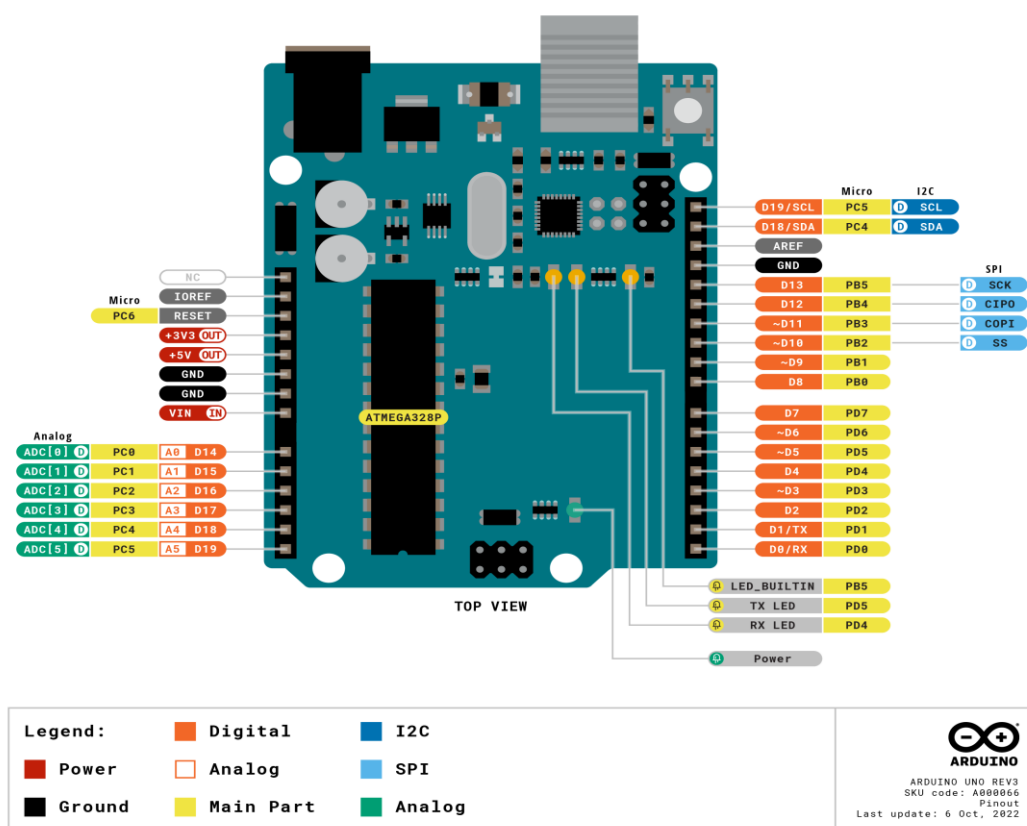 Micro I2C
D19/SCL PC5 D SCL
D18/SDA PC4 D SDA
AREF
GND
SPI
D13 PB5 D SCK
D12 PB4 D CIPO
~D11 PB3 D COPI
~D10 PB2 D SS
~D9 PB1
D8 PB0
D7 PD7
~D6 PD6
~D5 PD5
D4 PD4
~D3 PD3
D2 PD2
D1/TX PD1
D0/RX PD0
NC
IOREF
Micro
PC6 RESET
+3V3 OUT
+5V OUT
GND
GND
VIN IN
Analog
ADC[0] D PC0 A0 D14
ADC[1] D PC1 A1 D15
ADC[2] D PC2 A2 D16
ADC[3] D PC3 A3 D17
ADC[4] D PC4 A4 D18
ADC[5] D PC5 A5 D19
ATMEGA328P
TOP VIEW
LED_BUILTIN PB5
TX LED PD5
RX LED PD4
Power
Legend:
Power
Ground
Digital
Analog
Main Part
I2C
SPI
Analog
ARDUINO
ARDUINO UNO REV3
SKU code: A000066
Pinout
Last update: 6 Oct, 2022